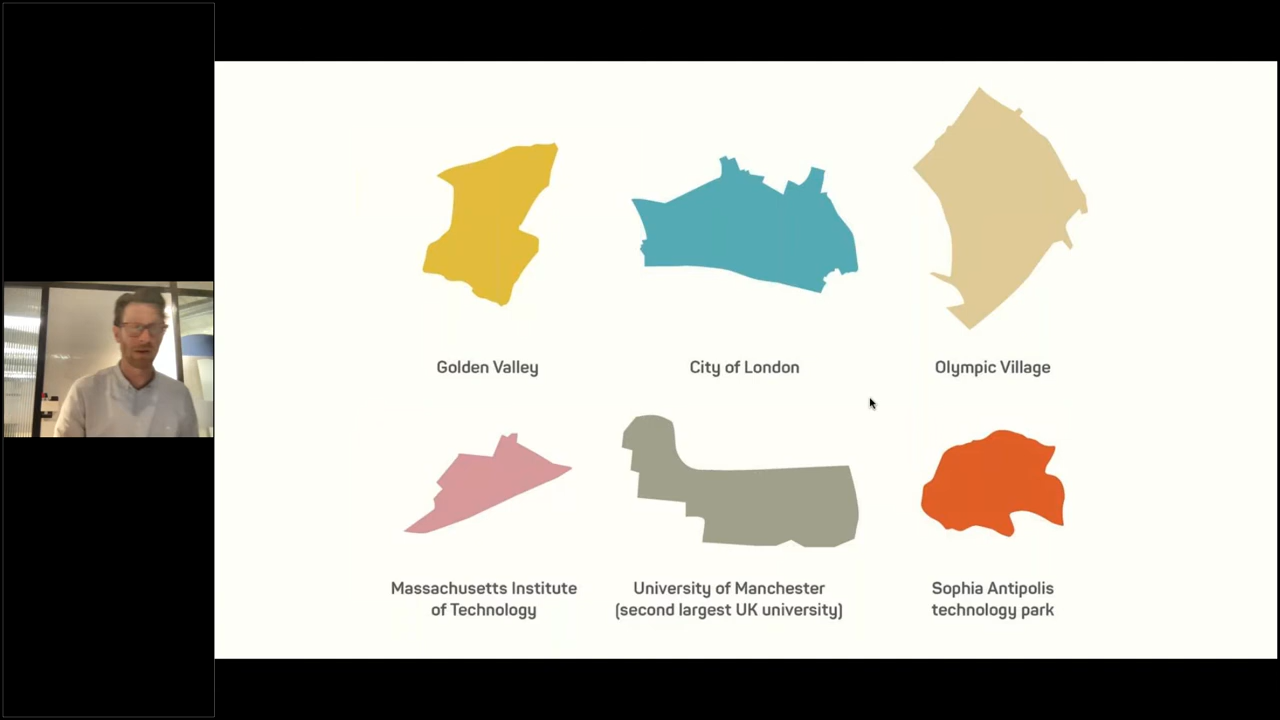 Golden Valley
City of London
Olympic Village
Massachusetts Institute
of Technology
University of Manchester
(second largest UK university)
Sophia Antipolis
technology park